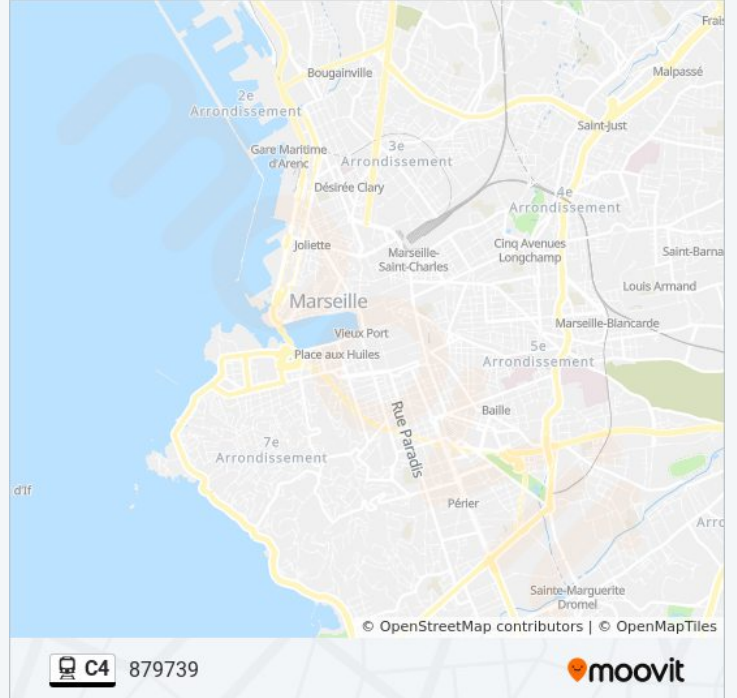 Frais
Bougainville
Malpassé
2e
Arrondissement
Saint-Just
3e
Arrondissement
Gare Maritime
d'Arenc
Désirée Clary
4e
Arrondissement
Joliette
Marseille-
Saint-Charles
Cinq Avenues
Longchamp
Saint-Barna
Louis Armand
Marseille
Marseille-Blancarde
Vieux Port
Place aux Huiles
5e
Arrondissement
Rue Paradis
Baille
7e
Arrondissement
d'If
Périer
Arro
Sainte-Marguerite
Dromel
© OpenStreetMap contributors | © OpenMapTiles
C4 879739
moovit